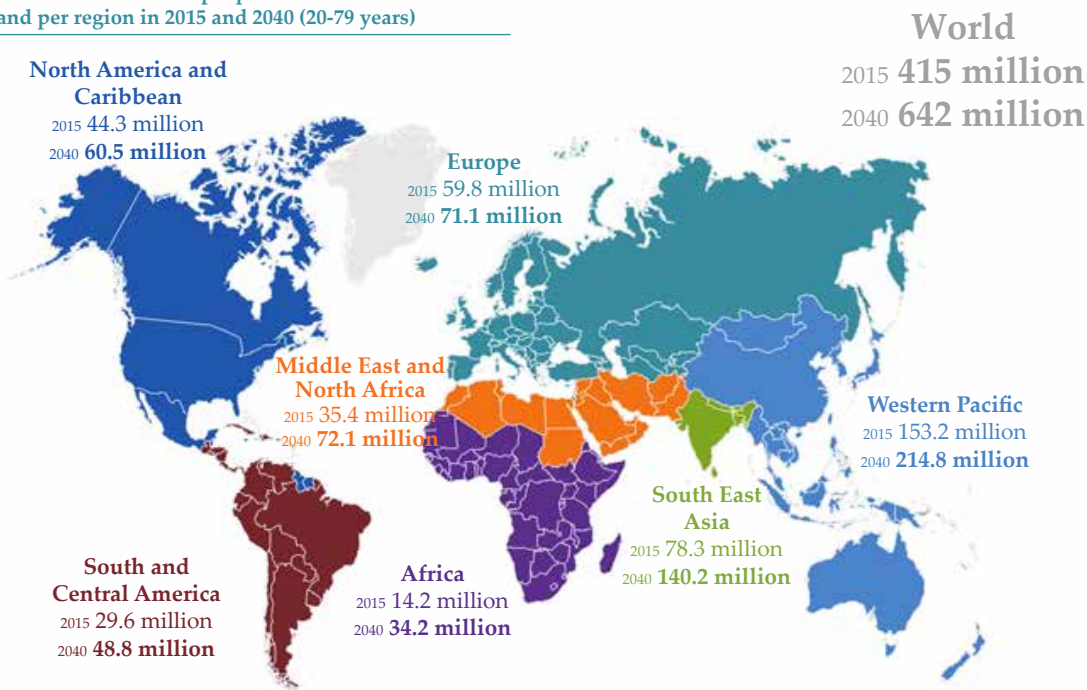 and per region in 2015 and 2040 (20-79 years)
World
2015 415 million
2040 642 million
North America and
Caribbean
2015 44.3 million
2040 60.5 million
Europe
2015 59.8 million
2040 71.1 million
Middle East and
North Africa
2015 35.4 million
2040 72.1 million
Western Pacific
2015 153.2 million
2040 214.8 million
South East
Asia
2015 78.3 million
2040 140.2 million
South and
Central America
2015 29.6 million
2040 48.8 million
Africa
2015 14.2 million
2040 34.2 million